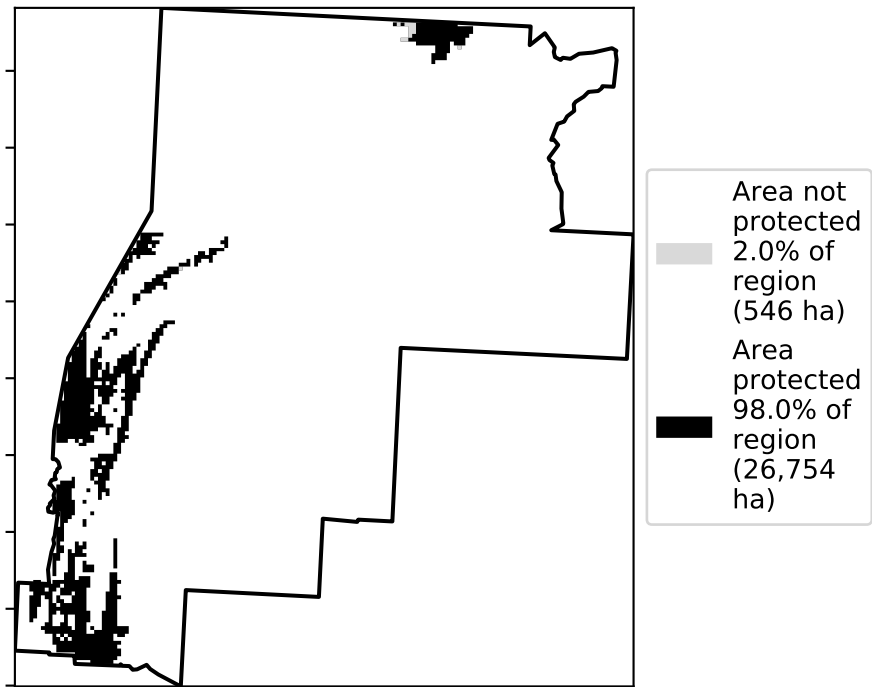 Area not
protected
2.0% of
region
(546 ha)
Area
protected
98.0% of
region
(26,754
ha)